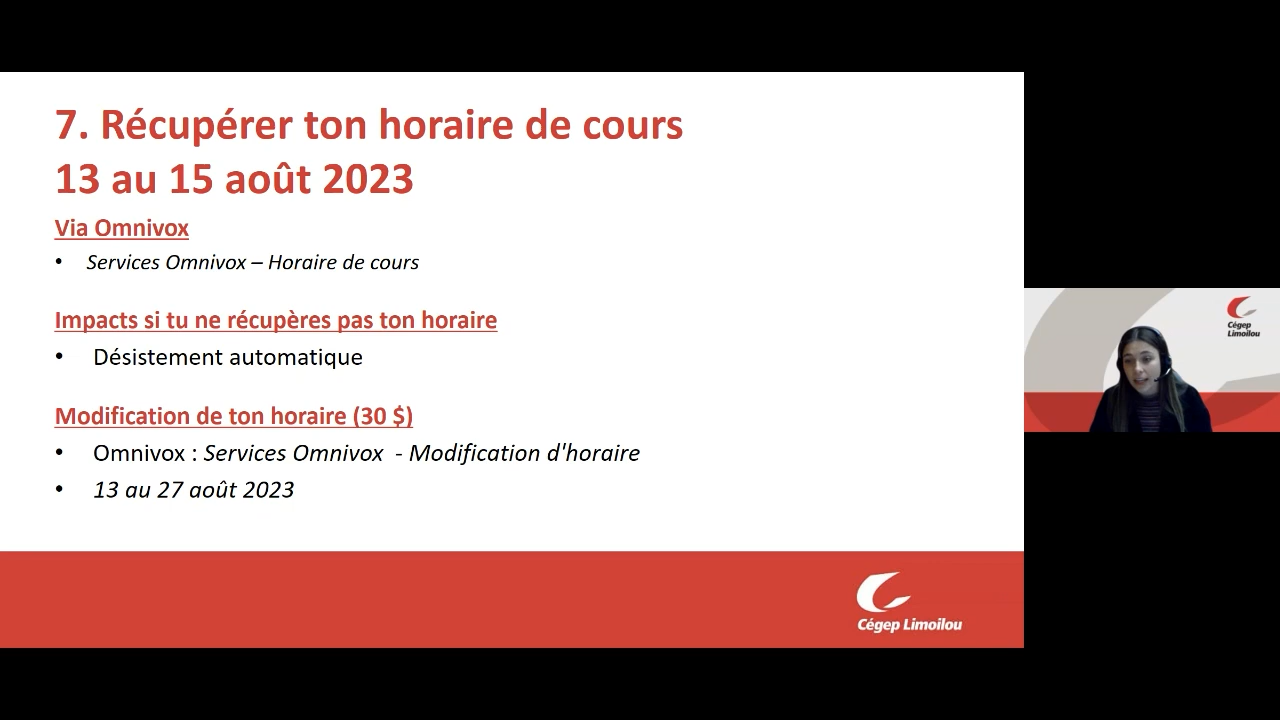 7. Récupérer ton horaire de cours
13 au 15 août 2023
Via Omnivox
• Services Omnivox – Horaire de cours
Impacts si tu ne récupères pas ton horaire
• Désistement automatique
Modification de ton horaire (30 $)
• Omnivox : Services Omnivox - Modification d'horaire
• 13 au 27 août 2023
Cégep Limoilou
Cégep
Limoilou